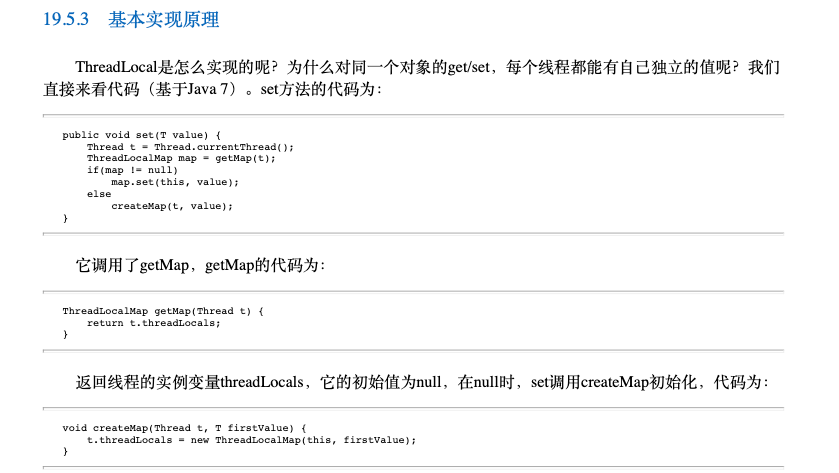 19.5.3 基本实现原理
ThreadLocal是怎么实现的呢？为什么对同一个对象的get/set，每个线程都能有自己独立的值呢？我们
直接来看代码（基于Java 7）。set方法的代码为：
public void set(T value) {
    Thread t = Thread.currentThread();
    ThreadLocalMap map = getMap(t);
    if(map != null)
        map.set(this, value);
    else
        createMap(t, value);
}
它调用了getMap，getMap的代码为：
ThreadLocalMap getMap(Thread t) {
    return t.threadLocals;
}
返回线程的实例变量threadLocals，它的初始值为null，在null时，set调用createMap初始化，代码为：
void createMap(Thread t, T firstValue) {
    t.threadLocals = new ThreadLocalMap(this, firstValue);
}